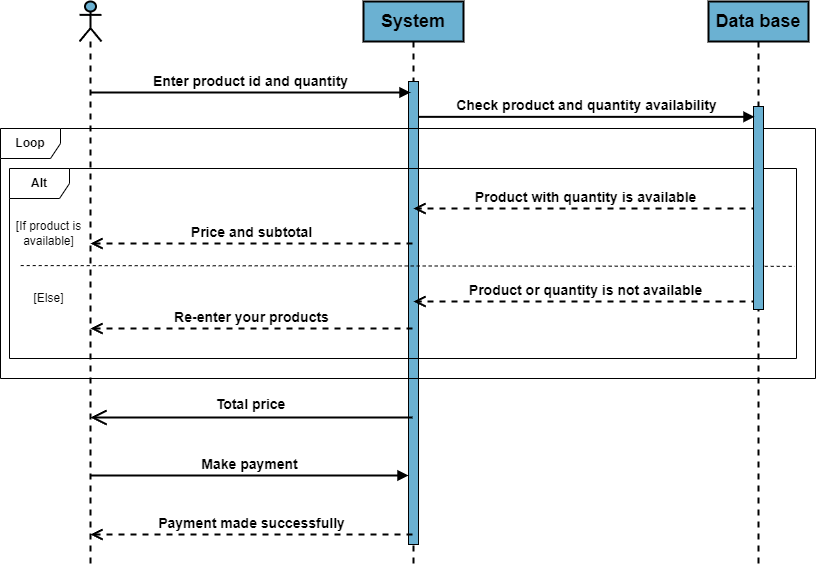 System
Data base
Enter product id and quantity
Check product and quantity availability
Loop
Alt
Product with quantity is available
[If product is
available]
Price and subtotal
[Else]
Product or quantity is not available
Re-enter your products
Total price
Make payment
Payment made successfully